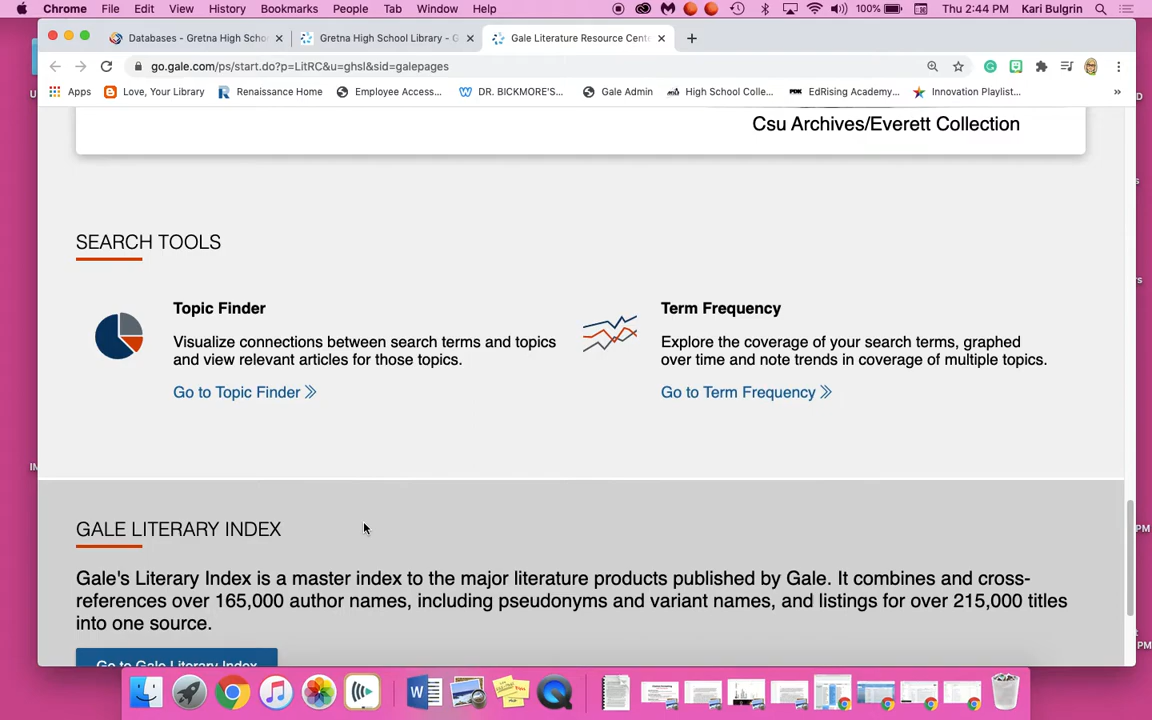 Chrome File Edit View History Bookmarks People Tab Window Help 100% Thu 2:44 PM Kari Bulgrin
Databases - Gretna High Schoo Gretna High School Library - G Gale Literature Resource Cente
go.gale.com/ps/start.do?p=LitRC&u=ghsl&sid=galepages
Apps Love, Your Library Renaissance Home Employee Access... DR. BICKMORE'S... Gale Admin High School Colle... EdRising Academy... Innovation Playlist... »
Csu Archives/Everett Collection
SEARCH TOOLS
Topic Finder
Visualize connections between search terms and topics
and view relevant articles for those topics.
Go to Topic Finder
Term Frequency
Explore the coverage of your search terms, graphed
over time and note trends in coverage of multiple topics.
Go to Term Frequency
GALE LITERARY INDEX
Gale's Literary Index is a master index to the major literature products published by Gale. It combines and cross-
references over 165,000 author names, including pseudonyms and variant names, and listings for over 215,000 titles
into one source.
Go to Gale Literary Index